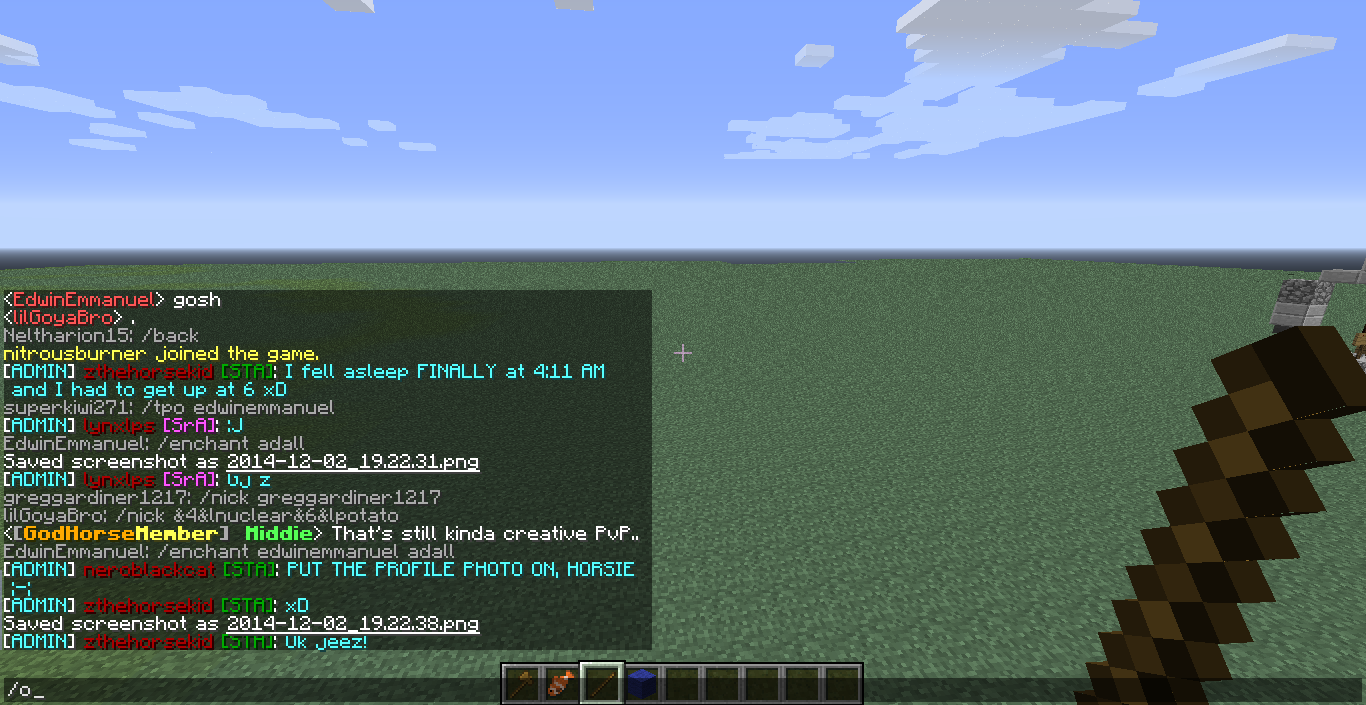 <EdwinEmmanuel> gosh
<lilGoyaBro> .
Neltharion15: /back
nitrousburner joined the game.
[ADMIN] zthehorsekid [STA]: I fell asleep FINALLY at 4:11 AM
and I had to get up at 6 xD
superkiwi271: /tpo edwinemmanuel
[ADMIN] lynxlps [SrA]: :J
EdwinEmmanuel: /enchant adall
Saved screenshot as 2014-12-02_19.22.31.png
[ADMIN] lynxlps [SrA]: Gj z
greggardiner1217: /nick greggardiner1217
lilGoyaBro: /nick &4&lnuclear&6&lpotato
<[GodHorseMember] Middie> That's still kinda creative PvP..
EdwinEmmanuel: /enchant edwinemmanuel adall
[ADMIN] neroblackcat [STA]: PUT THE PROFILE PHOTO ON, HORSIE
;-;
[ADMIN] zthehorsekid [STA]: xD
Saved screenshot as 2014-12-02_19.22.38.png
[ADMIN] zthehorsekid [STA]: Ok jeez!
/o_